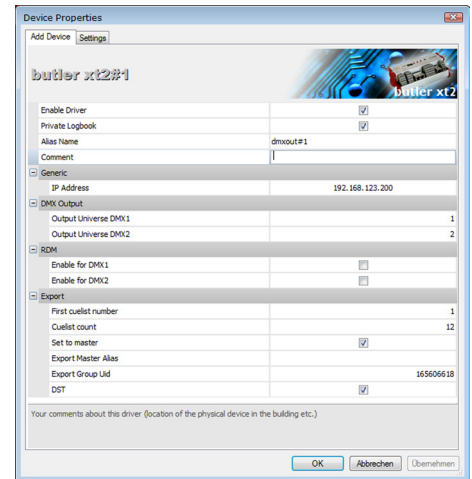 Device Properties
Add Device Settings
butler xt2#1
butler xt2
Enable Driver
Private Logbook
Alias Name dmxout#1
Comment
Generic
IP Address 192.168.123.200
DMX Output
Output Universe DMX1 1
Output Universe DMX2 2
RDM
Enable for DMX1
Enable for DMX2
Export
First cuelist number 1
Cuelist count 12
Set to master
Export Master Alias
Export Group Uid 165606618
DST
Your comments about this driver (location of the physical device in the building etc.)
OK Abbrechen Übernehmen